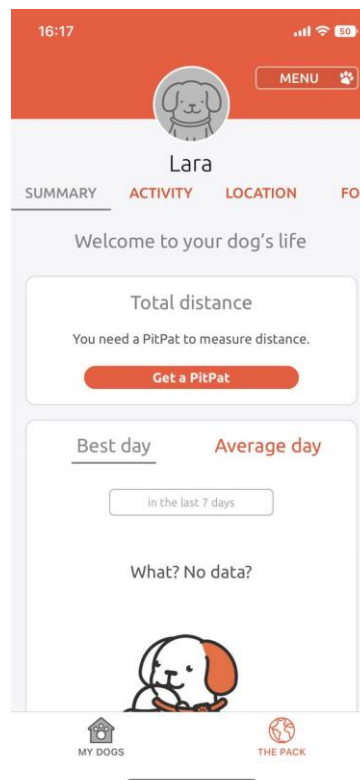 16:17
50
MENU
Lara
SUMMARY ACTIVITY LOCATION FO
Welcome to your dog's life
Total distance
You need a PitPat to measure distance.
Get a PitPat
Best day Average day
in the last 7 days
What? No data?
MY DOGS THE PACK